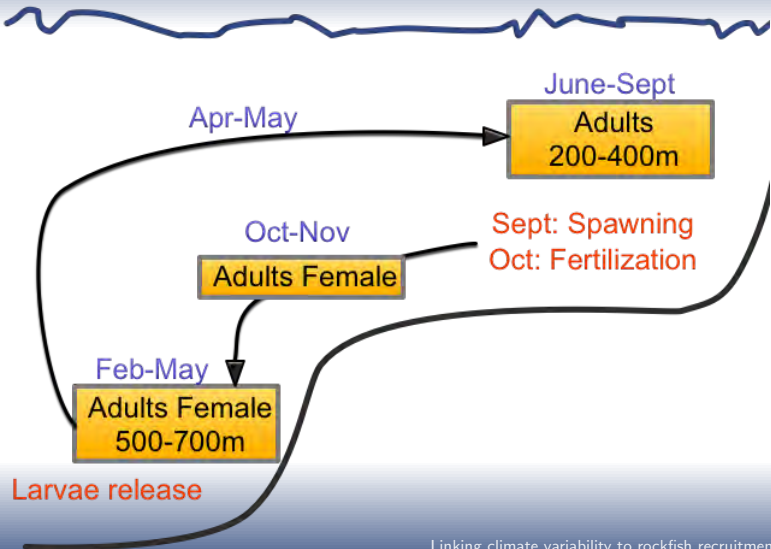 June-Sept
Apr-May
Adults
200-400m
Oct-Nov
Sept: Spawning
Oct: Fertilization
Adults Female
Feb-May
Adults Female
500-700m
Larvae release
Linking climate variability to rockfish recruitmen